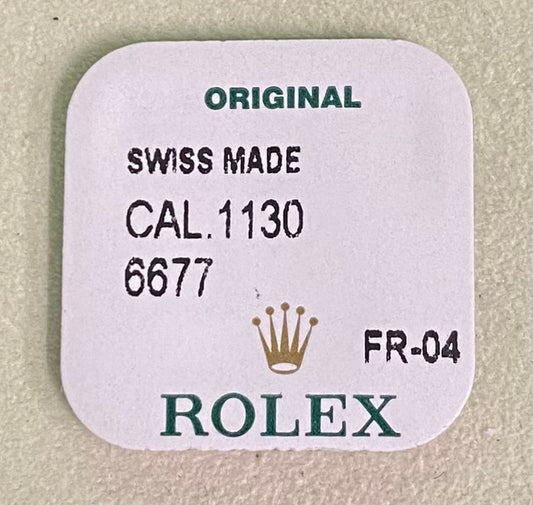 ORIGINAL
SWISS MADE
CAL.1130
6677
FR-04
ROLEX